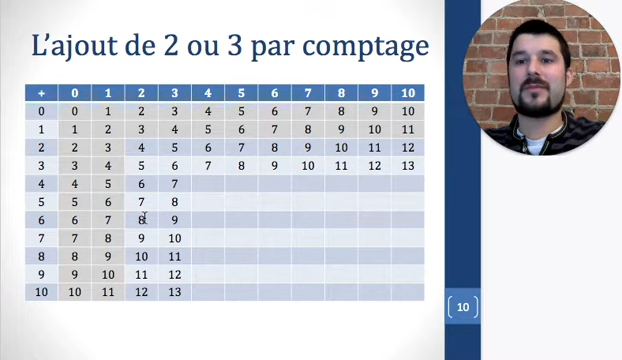 L'ajout de 2 ou 3 par comptage
+ 0 1 2 3 4 5 6 7 8 9 10
0 0 1 2 3 4 5 6 7 8 9 10
1 1 2 3 4 5 6 7 8 9 10 11
2 2 3 4 5 6 7 8 9 10 11 12
3 3 4 5 6 7 8 9 10 11 12 13
4 4 5 6 7
5 5 6 7 8
6 6 7 8 9
7 7 8 9 10
8 8 9 10 11
9 9 10 11 12
10 10 11 12 13
10